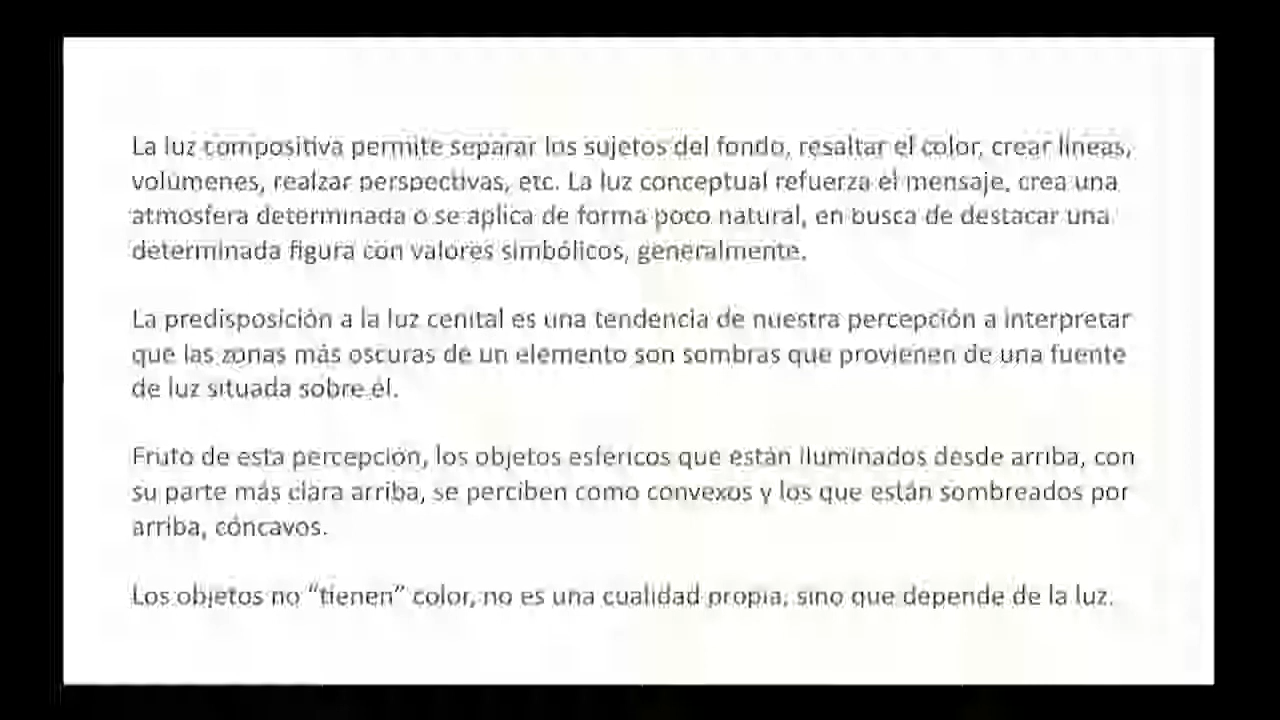 La luz compositiva permite separar los sujetos del fondo, resaltar el color, crear líneas,
volúmenes, realzar perspectivas, etc. La luz conceptual refuerza el mensaje, crea una
atmosfera determinada o se aplica de forma poco natural, en busca de destacar una
determinada figura con valores simbólicos, generalmente.
La predisposición a la luz cenital es una tendencia de nuestra percepción a interpretar
que las zonas más oscuras de un elemento son sombras que provienen de una fuente
de luz situada sobre él.
Fruto de esta percepción, los objetos esféricos que están iluminados desde arriba, con
su parte más clara arriba, se perciben como convexos y los que están sombreados por
arriba, cóncavos.
Los objetos no “tienen” color, no es una cualidad propia, sino que depende de la luz.